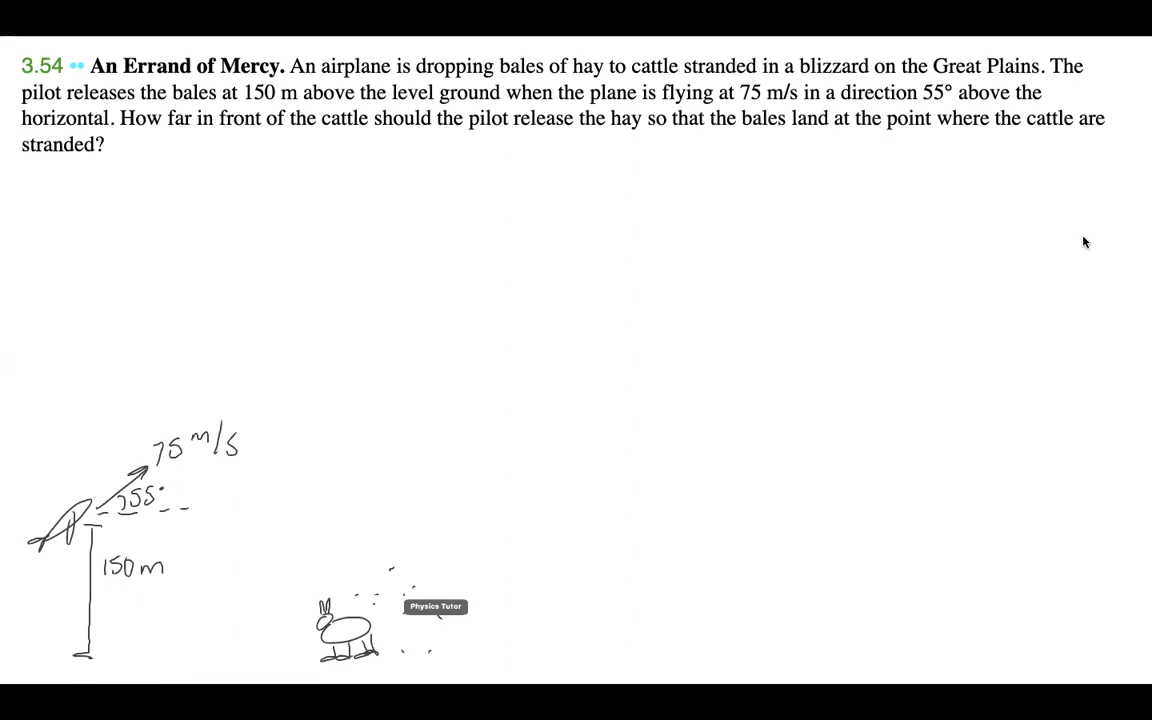 3.54 •• An Errand of Mercy. An airplane is dropping bales of hay to cattle stranded in a blizzard on the Great Plains. The
pilot releases the bales at 150 m above the level ground when the plane is flying at 75 m/s in a direction 55° above the
horizontal. How far in front of the cattle should the pilot release the hay so that the bales land at the point where the cattle are
stranded?
75 m/s
55°
150 m
Physics Tutor